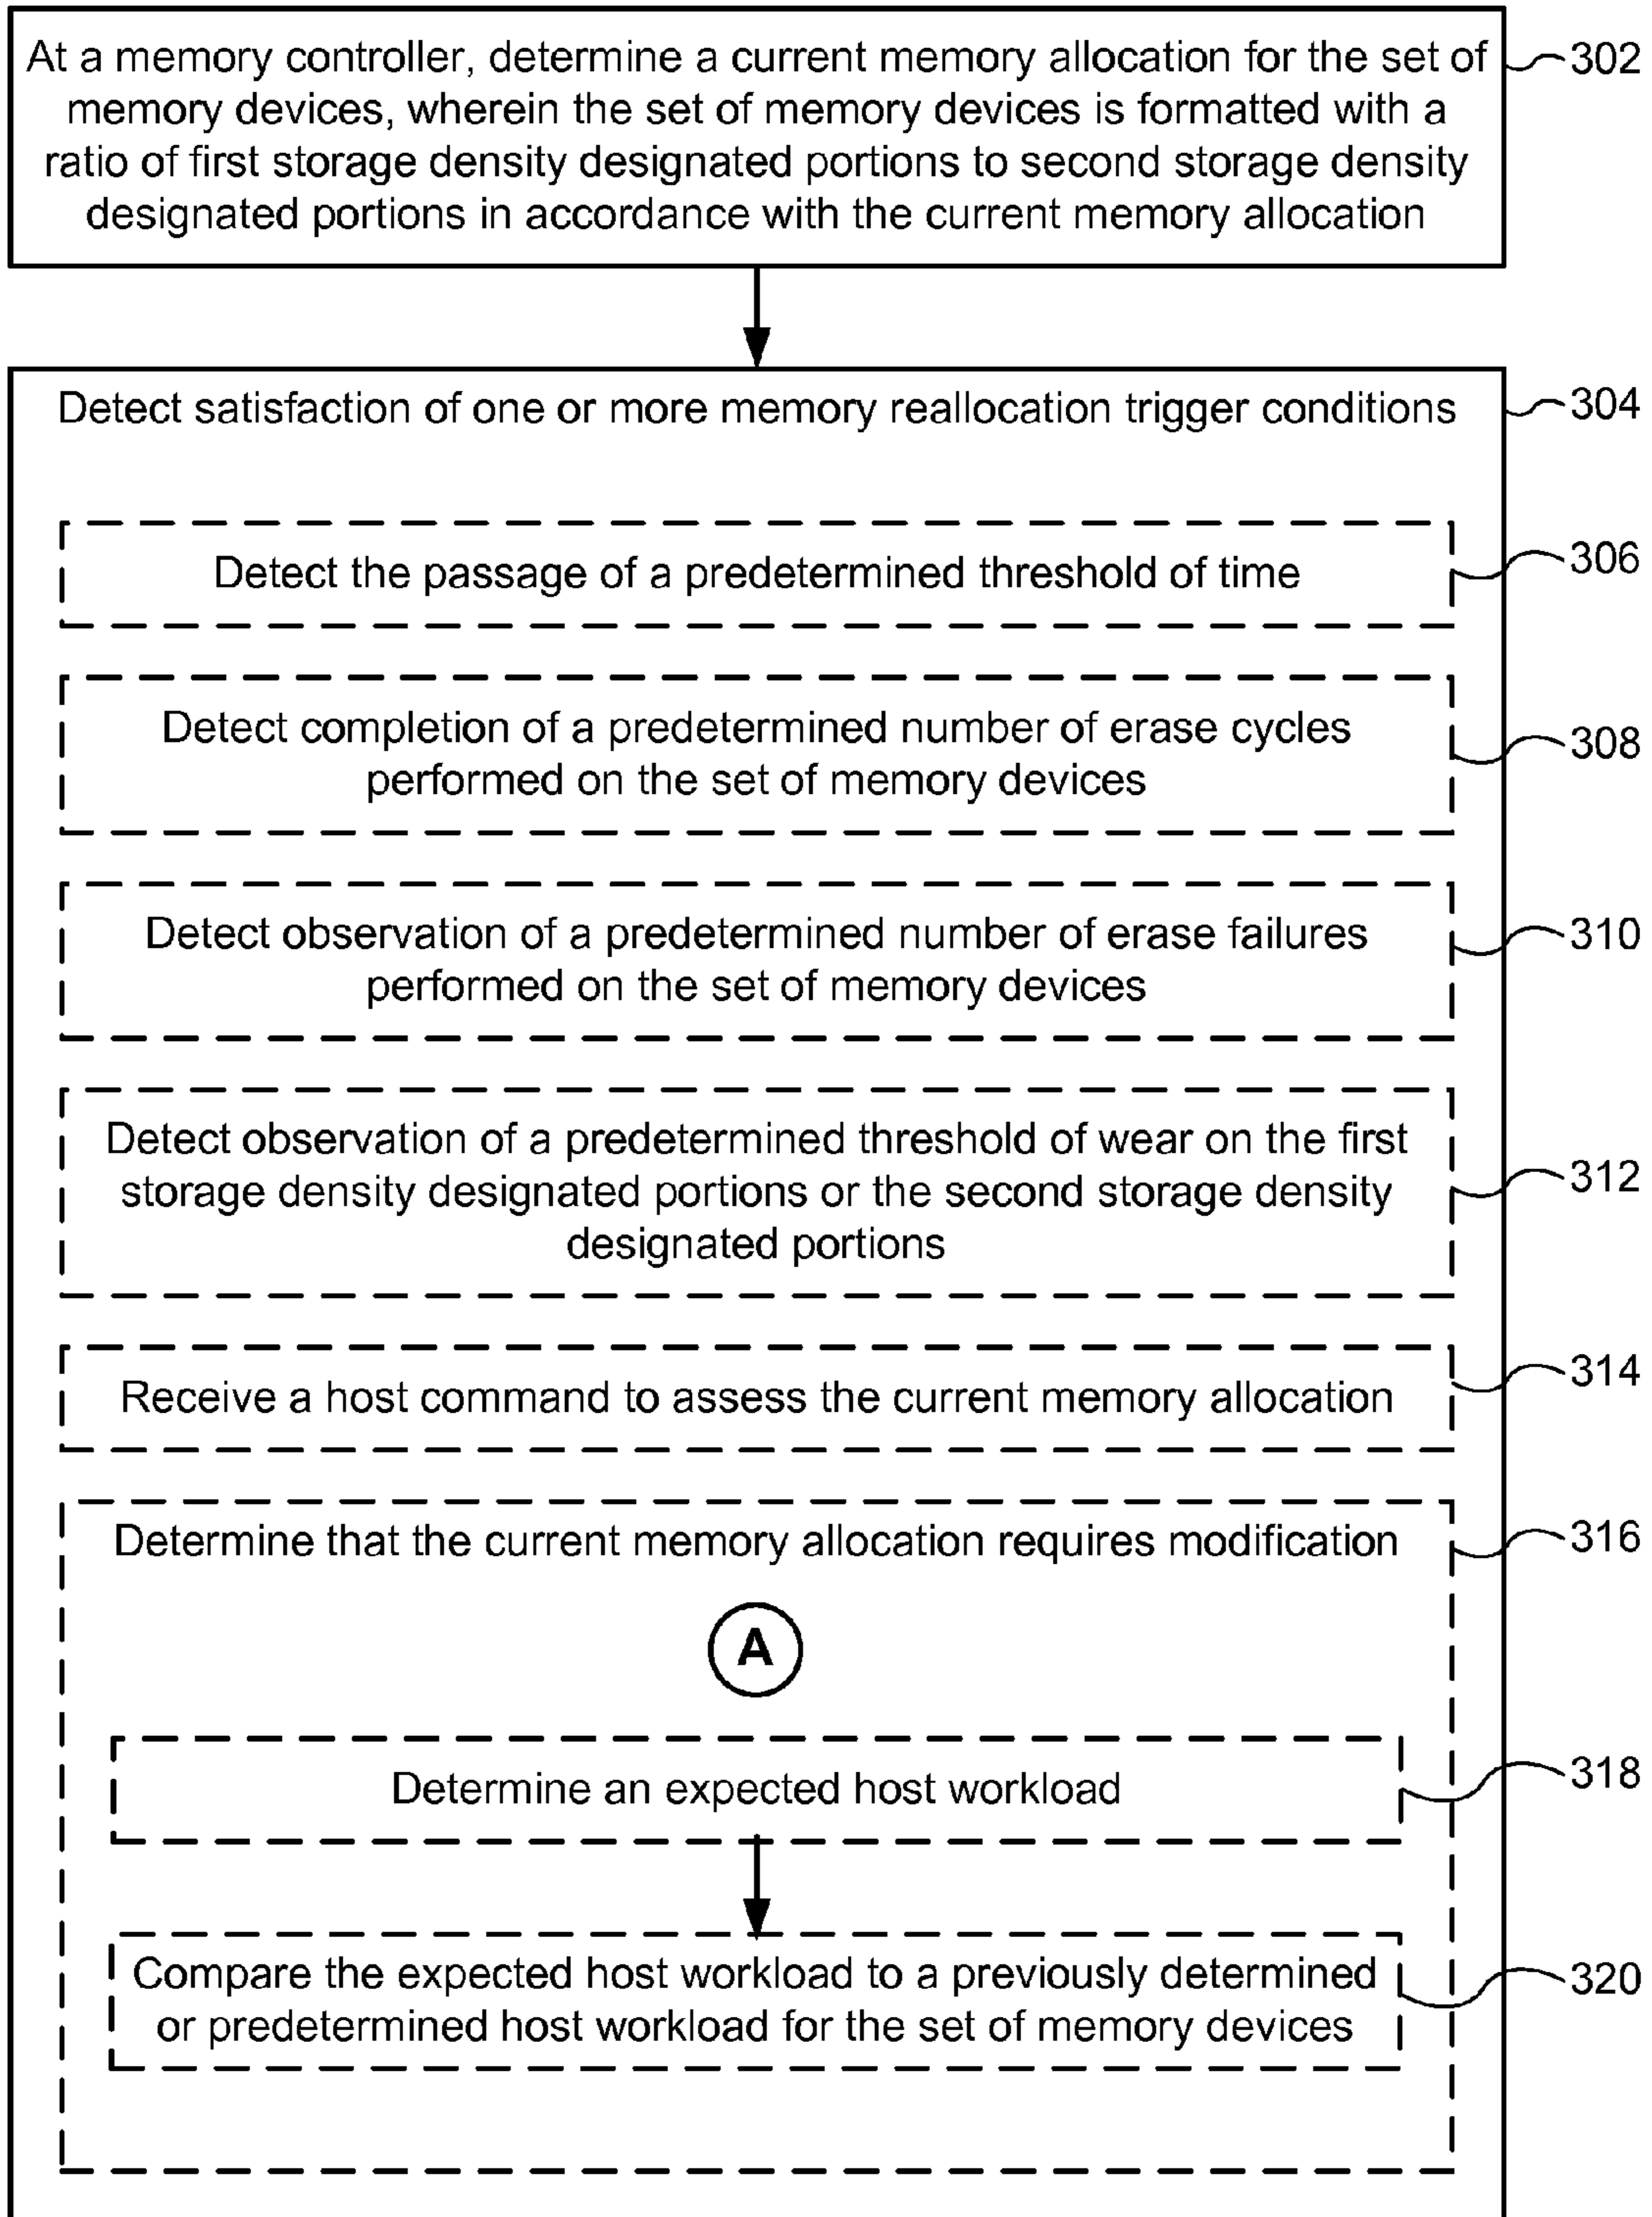 At a memory controller, determine a current memory allocation for the set of
memory devices, wherein the set of memory devices is formatted with a
ratio of first storage density designated portions to second storage density
designated portions in accordance with the current memory allocation
302
Detect satisfaction of one or more memory reallocation trigger conditions
304
Detect the passage of a predetermined threshold of time
306
Detect completion of a predetermined number of erase cycles
performed on the set of memory devices
308
Detect observation of a predetermined number of erase failures
performed on the set of memory devices
310
Detect observation of a predetermined threshold of wear on the first
storage density designated portions or the second storage density
designated portions
312
Receive a host command to assess the current memory allocation
314
Determine that the current memory allocation requires modification
316
A
Determine an expected host workload
318
Compare the expected host workload to a previously determined
or predetermined host workload for the set of memory devices
320